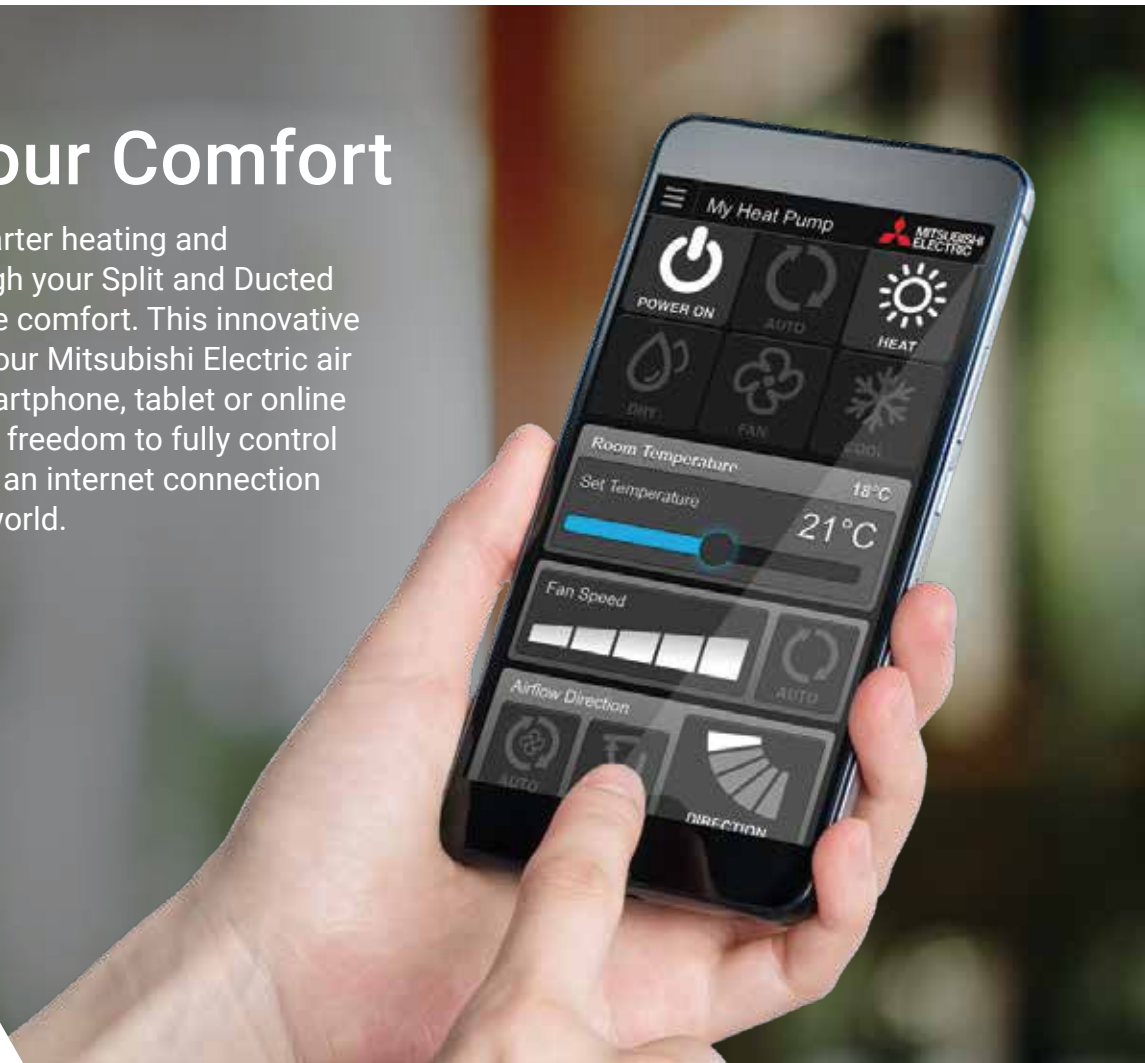 our Comfort
arter heating and
gh your Split and Ducted
e comfort. This innovative
our Mitsubishi Electric air
artphone, tablet or online
freedom to fully control
an internet connection
vorld.
My Heat Pump
MITSUBISHI
ELECTRIC
POWER ON
AUTO
HEAT
DRY
FAN
COOL
Room Temperature
18°C
Set Temperature
21°C
Fan Speed
AUTO
Airflow Direction
AUTO
DIRECTION